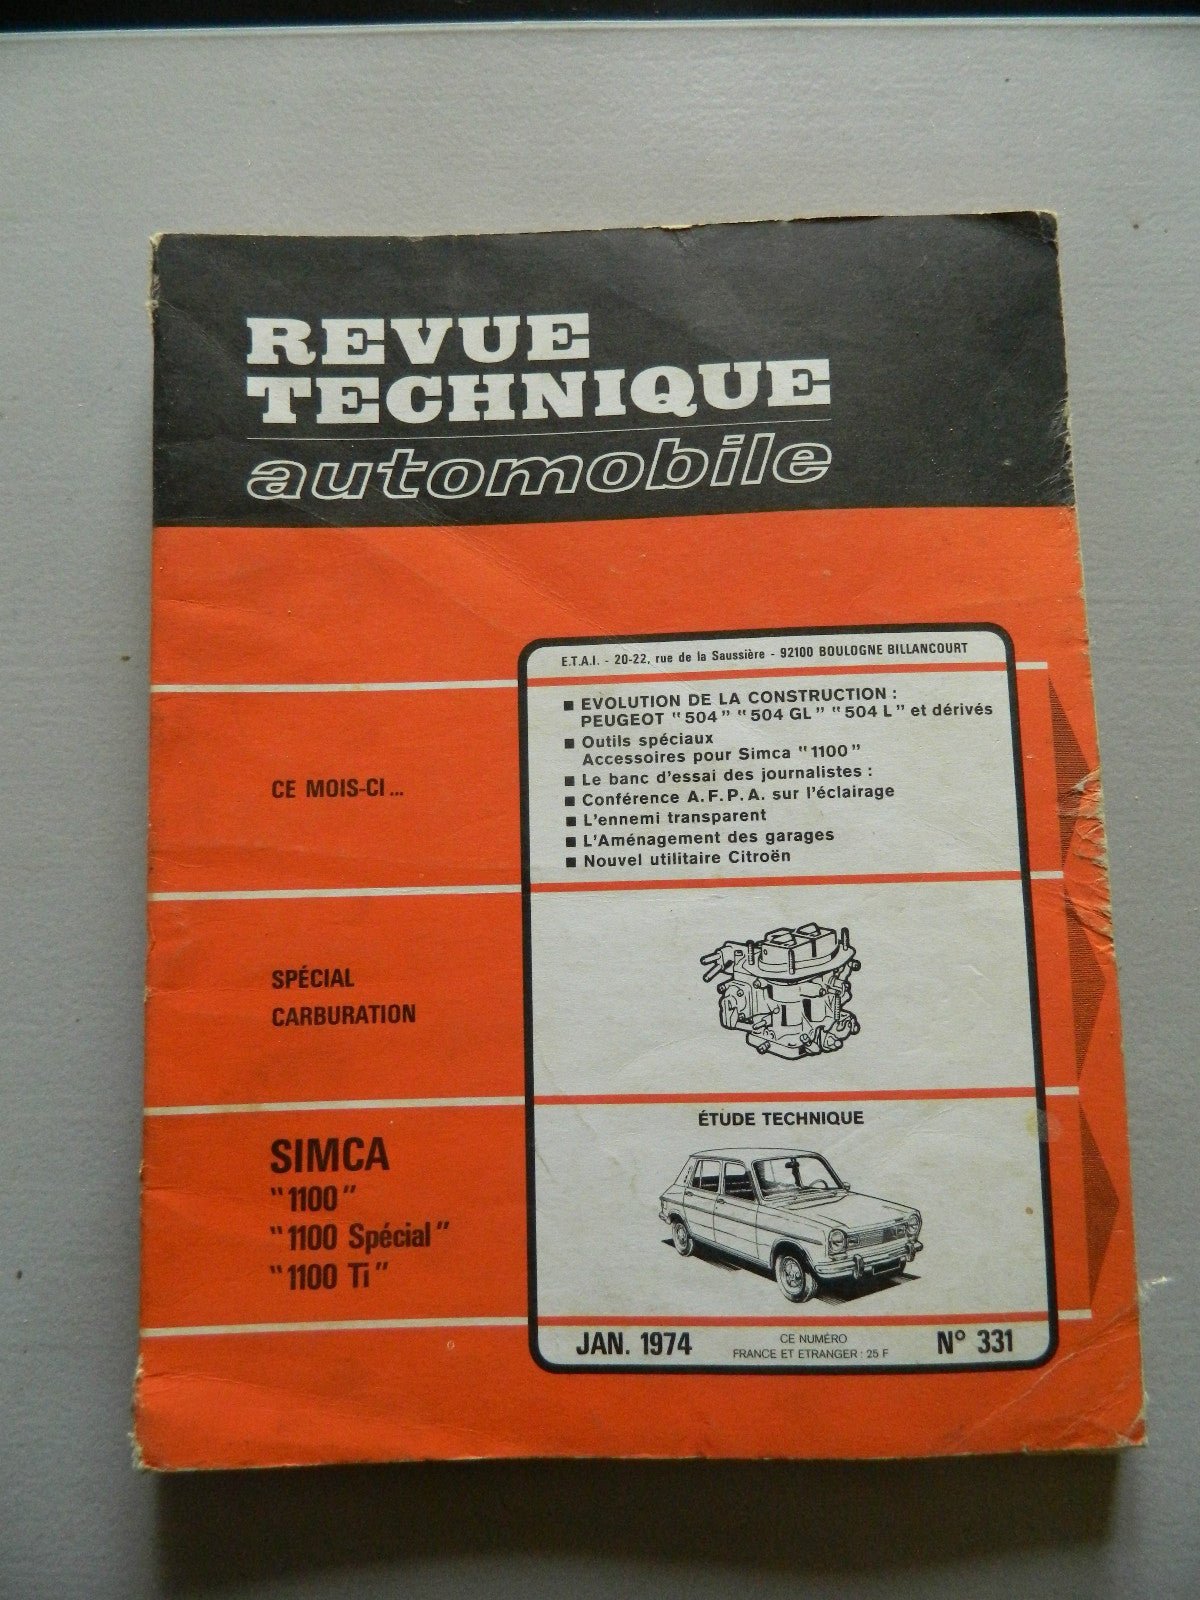 REVUE
TECHNIQUE
automobile
E.T.A.I. - 20-22, rue de la Saussière - 92100 BOULOGNE BILLANCOURT
CE MOIS-CI ...
■ EVOLUTION DE LA CONSTRUCTION :
PEUGEOT "504" "504 GL" "504 L" et dérivés
■ Outils spéciaux
Accessoires pour Simca "1100"
■ Le banc d'essai des journalistes :
■ Conférence A.F.P.A. sur l'éclairage
■ L'ennemi transparent
■ L'Aménagement des garages
■ Nouvel utilitaire Citroën
SPÉCIAL
CARBURATION
SIMCA
"1100"
"1100 Spécial"
"1100 Ti"
ÉTUDE TECHNIQUE
JAN. 1974
CE NUMÉRO
FRANCE ET ETRANGER : 25 F
N° 331